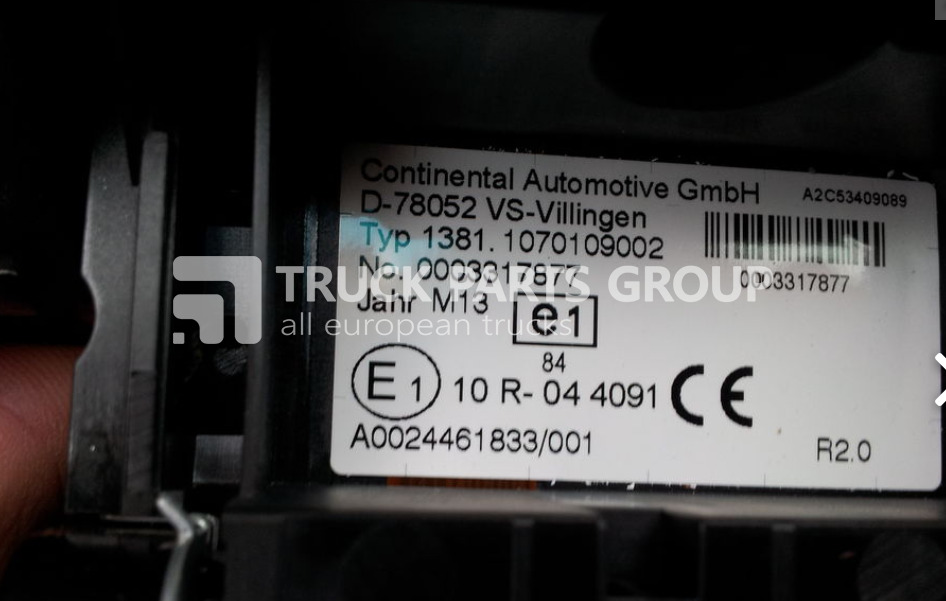 Continental Automotive GmbH
A2C53409089
D-78052 VS-Villingen
Typ 1381.1070109002
No. 0003317877
0003317877
Jahr M13
e1
84
E1 10 R-04 4091 CE
A0024461833/001
R2.0
TRUCK PARTS GROUP
all european trucks